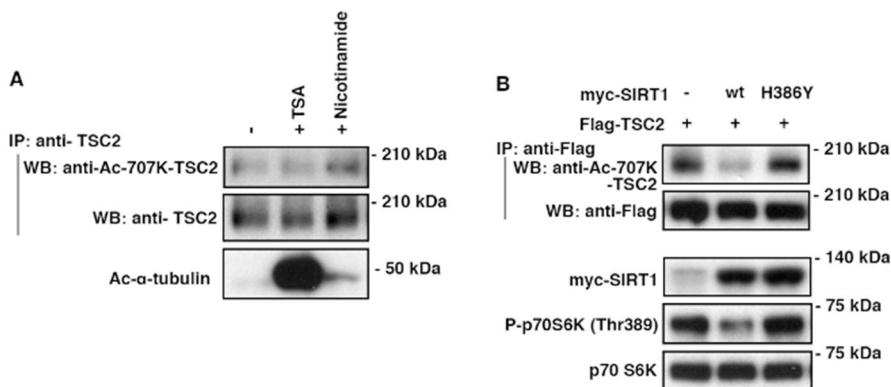 A
- + TSA + Nicotinamide
IP: anti- TSC2
WB: anti-Ac-707K-TSC2 - 210 kDa
WB: anti- TSC2 - 210 kDa
Ac-α-tubulin - 50 kDa
B
myc-SIRT1 - wt H386Y
Flag-TSC2 + + +
IP: anti-Flag - 210 kDa
WB: anti-Ac-707K
-TSC2
WB: anti-Flag - 210 kDa
myc-SIRT1 - 140 kDa
P-p70S6K (Thr389) - 75 kDa
p70 S6K - 75 kDa